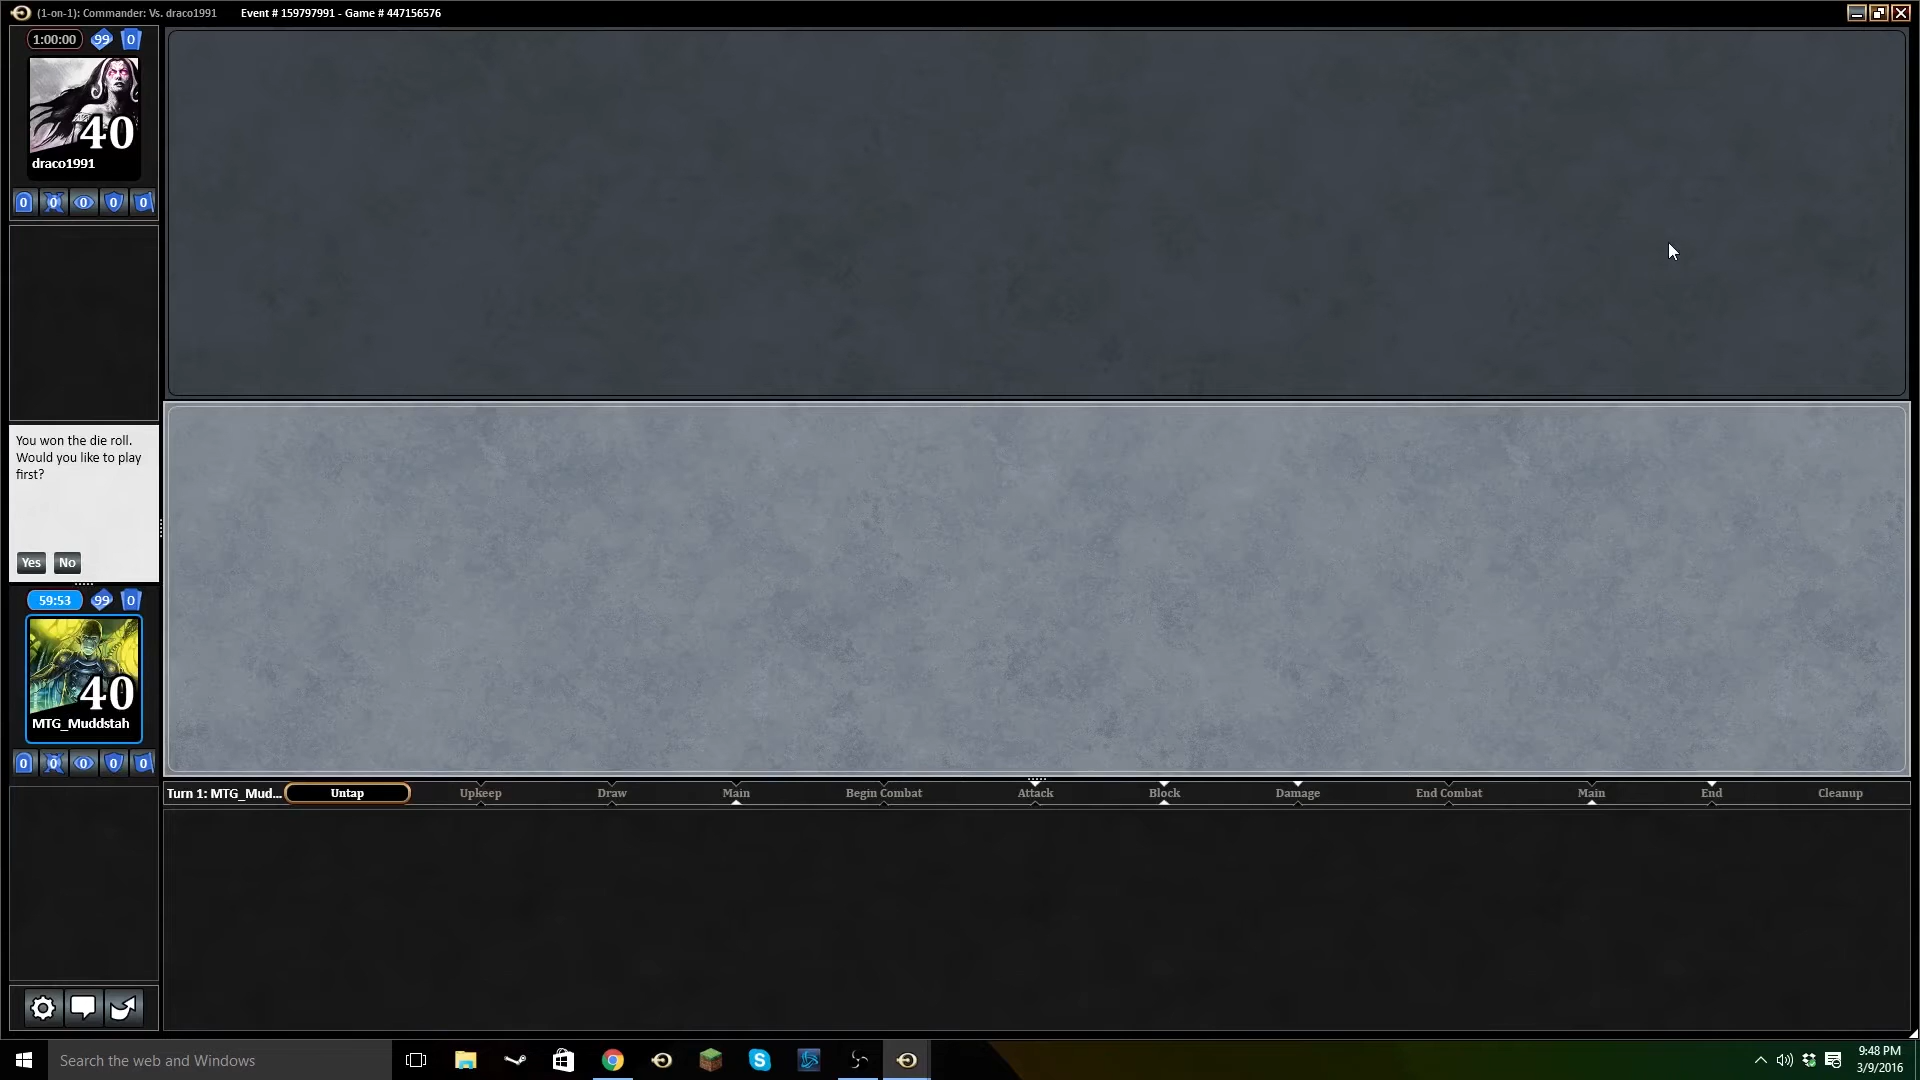 (1-on-1): Commander: Vs. draco1991 Event # 159797991 - Game # 447156576
1:00:00 99 0
40
draco1991
0 0 0 0 0
You won the die roll.
Would you like to play
first?
Yes No
59:53 99 0
40
MTG_Muddstah
0 0 0 0 0
Turn 1: MTG_Mud... Untap Upkeep Draw Main Begin Combat Attack Block Damage End Combat Main End Cleanup
Search the web and Windows
9:48 PM
3/9/2016